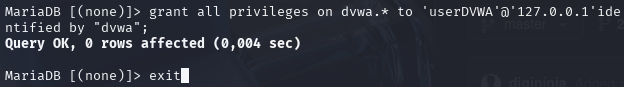 MariaDB [(none)]> grant all privileges on dvwa.* to 'userDVWA'@'127.0.0.1'ide
ntified by "dvwa";
Query OK, 0 rows affected (0,004 sec)
MariaDB [(none)]> exit